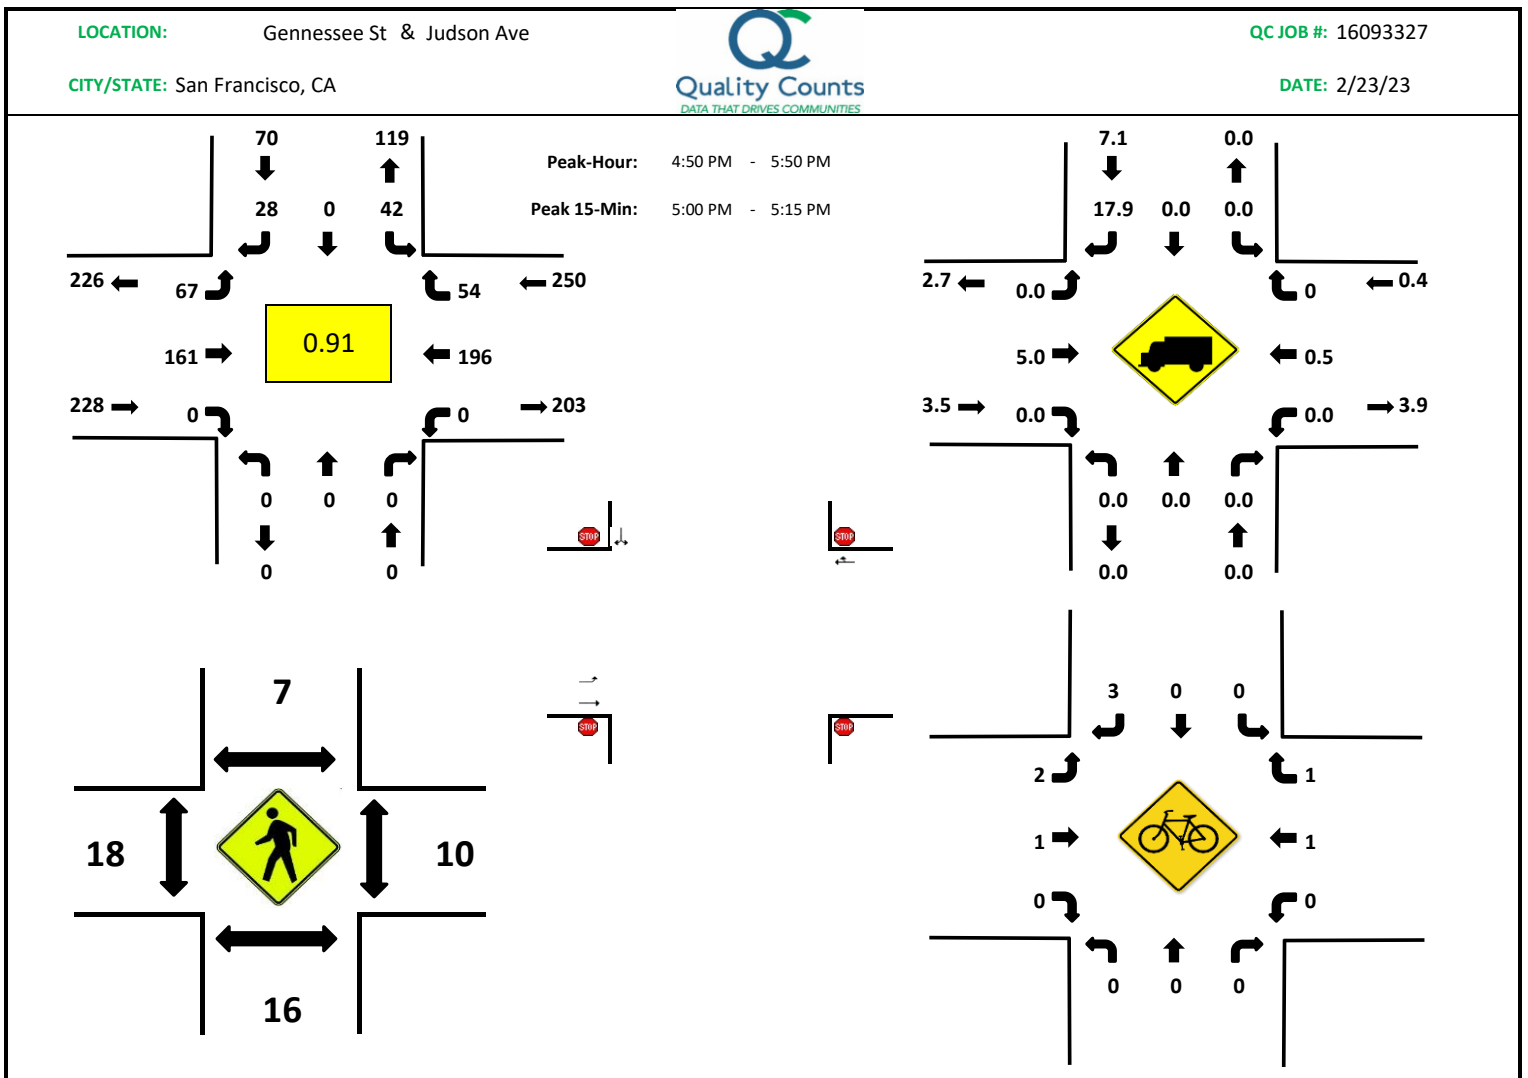 LOCATION: Gennessee St & Judson Ave
QC JOB #: 16093327
CITY/STATE: San Francisco, CA
DATE: 2/23/23
Quality Counts
DATA THAT DRIVES COMMUNITIES
Peak-Hour: 4:50 PM - 5:50 PM
Peak 15-Min: 5:00 PM - 5:15 PM
70 119
28 0 42
226 67 54 250
0.91
161 196
228 0 0 203
0 0 0
0 0
7.1 0.0
17.9 0.0 0.0
2.7 0.0 0 0.4
5.0 0.5
3.5 0.0 0.0 3.9
0.0 0.0 0.0
0.0 0.0
STOP STOP
STOP STOP
7
18 10
16
3 0 0
2 1
1 1
0 0
0 0 0